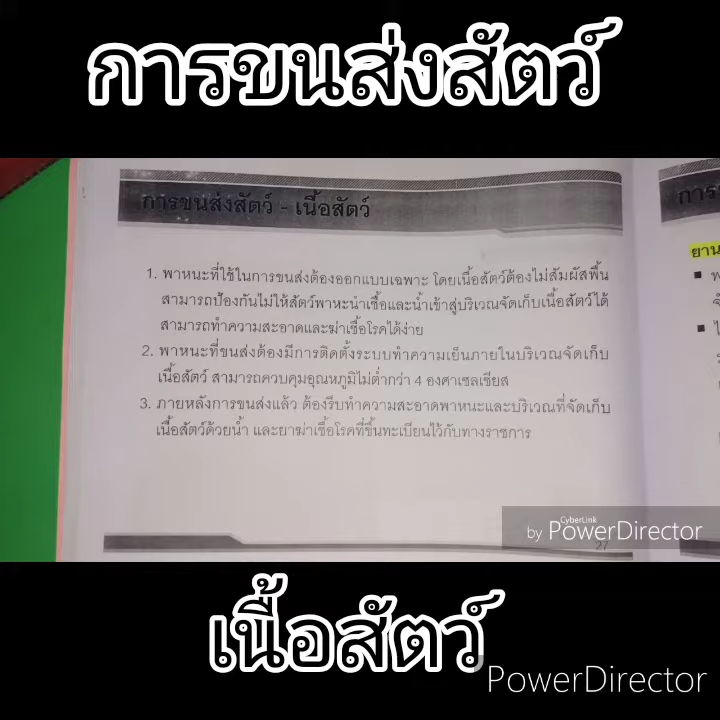 การขนส่งสัตว์
การขนส่งสัตว์ - เนื้อสัตว์
1. พาหนะที่ใช้ในการขนส่งต้องออกแบบเฉพาะ โดยเนื้อสัตว์ต้องไม่สัมผัสพื้น
สามารถป้องกันไม่ให้สัตว์พาหะนำเชื้อและน้ำเข้าสู่บริเวณจัดเก็บเนื้อสัตว์ได้
สามารถทำความสะอาดและฆ่าเชื้อโรคได้ง่าย
2. พาหนะที่ขนส่งต้องมีการติดตั้งระบบทำความเย็นภายในบริเวณจัดเก็บ
เนื้อสัตว์ สามารถควบคุมอุณหภูมิไม่ต่ำกว่า 4 องศาเซลเซียส
3. ภายหลังการขนส่งแล้ว ต้องรีบทำความสะอาดพาหนะและบริเวณที่จัดเก็บ
เนื้อสัตว์ด้วยน้ำ และยาฆ่าเชื้อโรคที่ขึ้นทะเบียนไว้กับทางราชการ
27
การ
ยาน
CyberLink
by PowerDirector
เนื้อสัตว์
PowerDirector